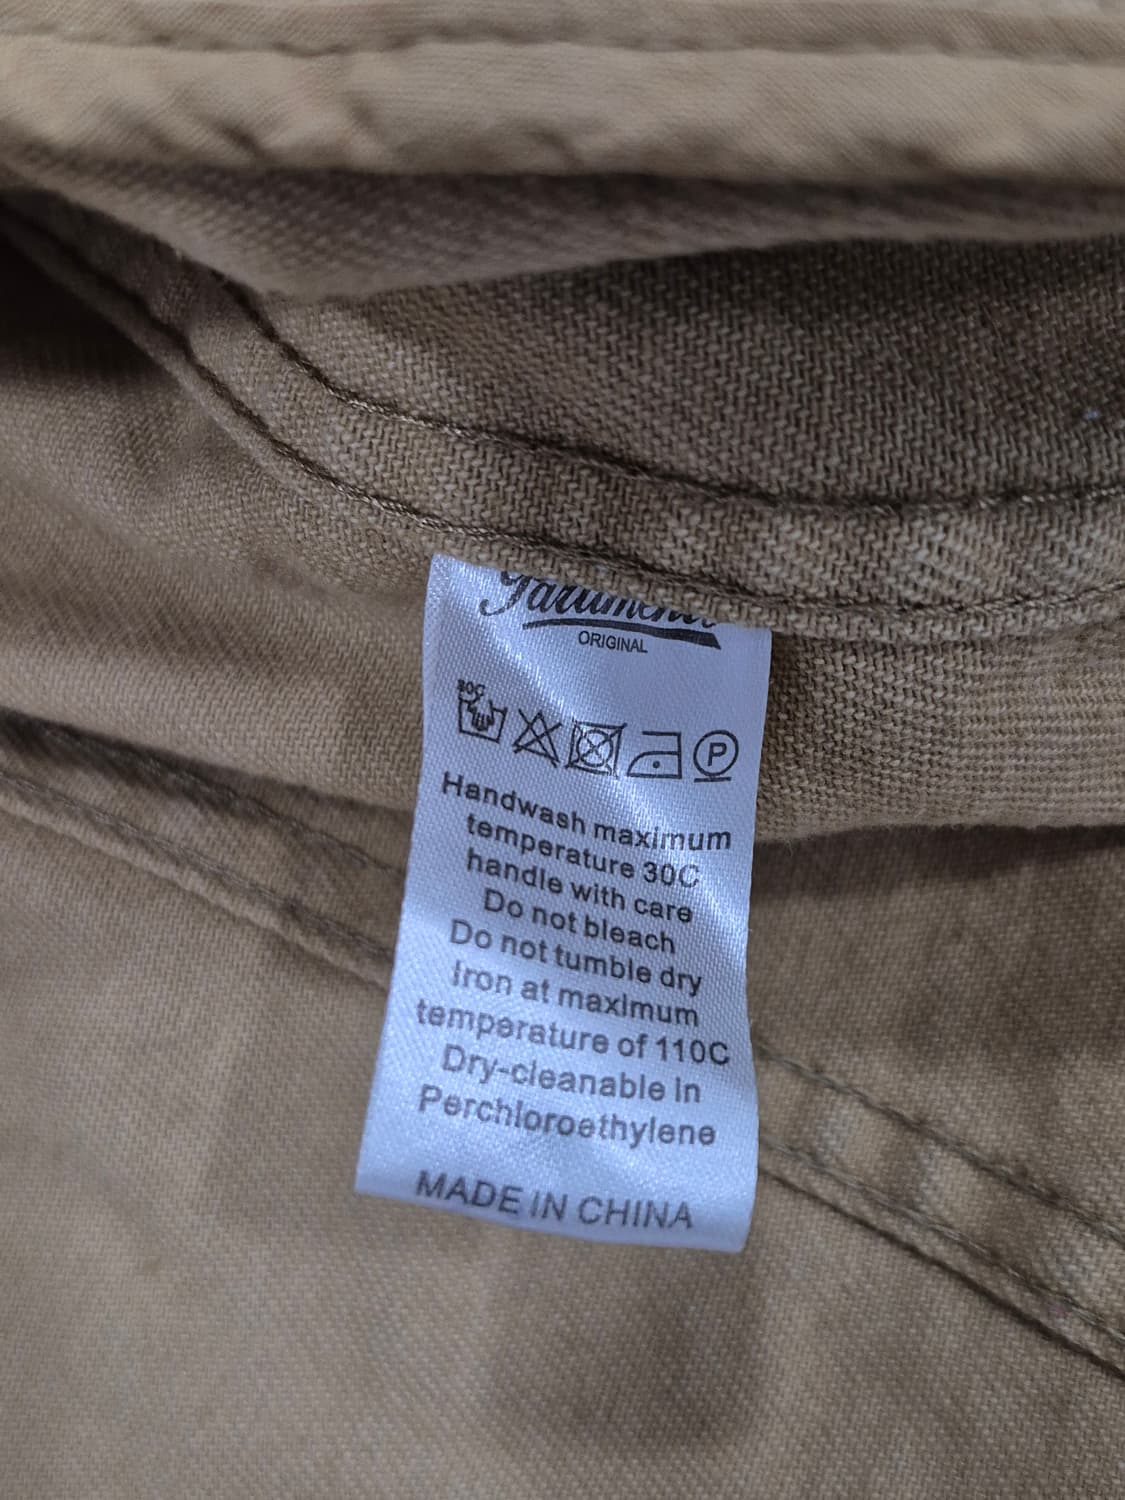 ORIGINAL
30C
P
Handwash maximum
temperature 30C
handle with care
Do not bleach
Do not tumble dry
Iron at maximum
temperature of 110C
Dry-cleanable in
Perchloroethylene
MADE IN CHINA